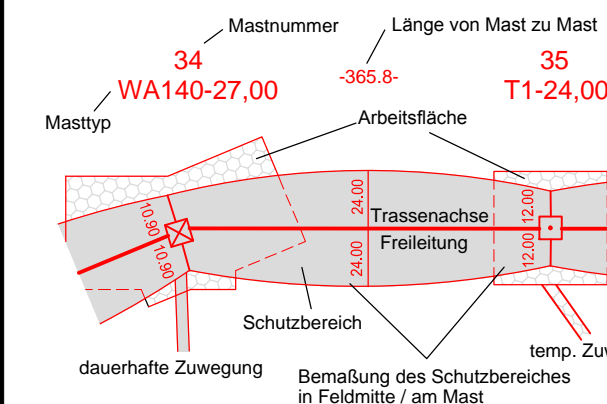 Mastnummer
Länge von Mast zu Mast
34
-365.8-
35
WA140-27,00
T1-24,00
Masttyp
Arbeitsfläche
10.90
10.90
24.00
24.00
Trassenachse
Freileitung
12.00
12.00
Schutzbereich
dauerhafte Zuwegung
temp.
Bemaßung des Schutzbereiches
in Feldmitte / am Mast